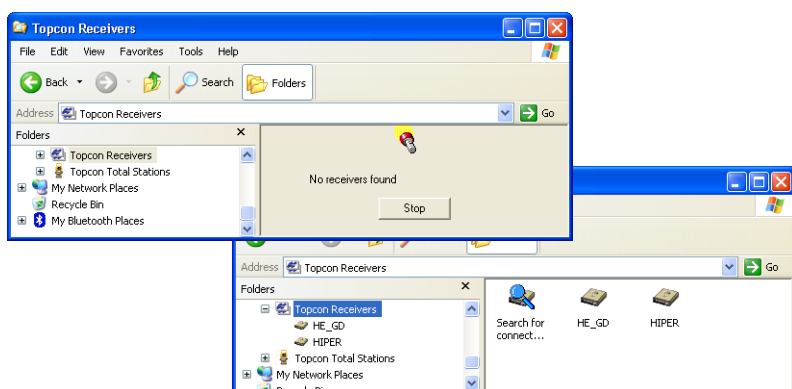 Topcon Receivers
File Edit View Favorites Tools Help
Back Search Folders
Address Topcon Receivers Go
Folders x
Topcon Receivers
Topcon Total Stations
My Network Places
Recycle Bin
My Bluetooth Places
No receivers found
Stop
Address Topcon Receivers Go
Folders x
Topcon Receivers
HE_GD
HIPER
Topcon Total Stations
My Network Places
Search for
connect...
HE_GD
HIPER